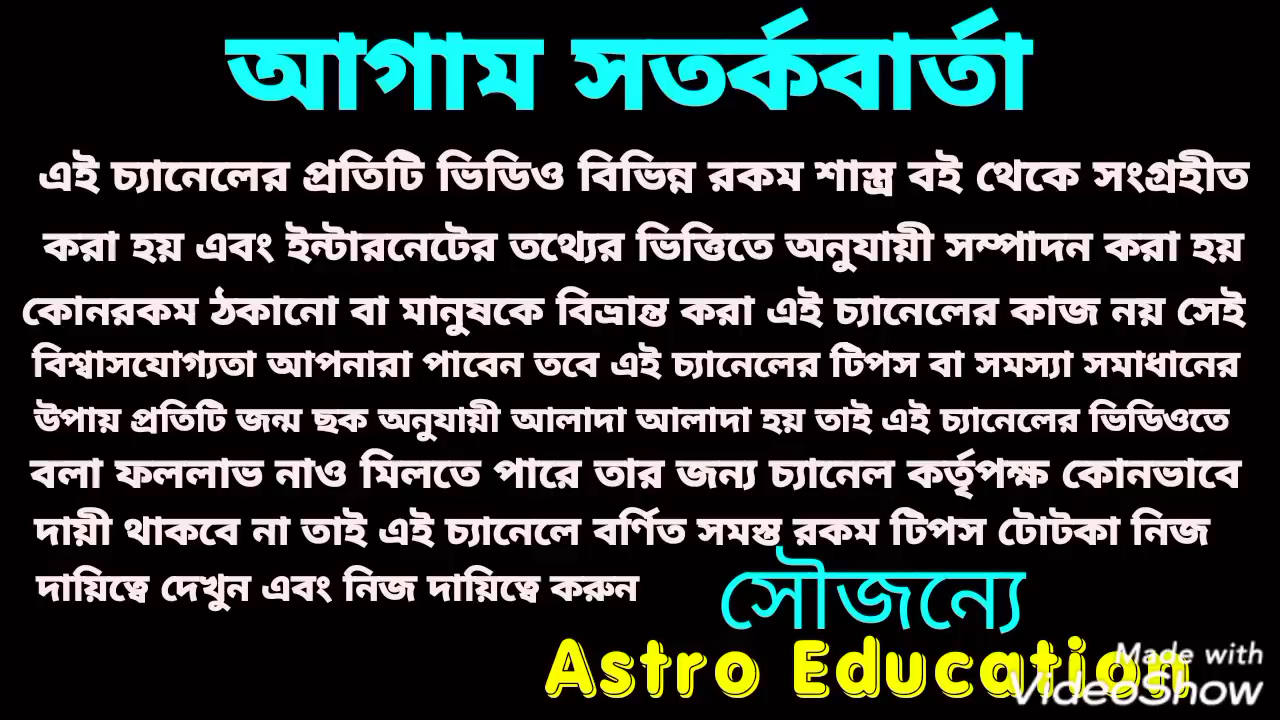 আগাম সতর্কবার্তা
এই চ্যানেলের প্রতিটি ভিডিও বিভিন্ন রকম শাস্ত্র বই থেকে সংগ্রহীত
করা হয় এবং ইন্টারনেটের তথ্যের ভিত্তিতে অনুযায়ী সম্পাদন করা হয়
কোনরকম ঠকানো বা মানুষকে বিভ্রান্ত করা এই চ্যানেলের কাজ নয় সেই
বিশ্বাসযোগ্যতা আপনারা পাবেন তবে এই চ্যানেলের টিপস বা সমস্যা সমাধানের
উপায় প্রতিটি জন্ম ছক অনুযায়ী আলাদা আলাদা হয় তাই এই চ্যানেলের ভিডিওতে
বলা ফললাভ নাও মিলতে পারে তার জন্য চ্যানেল কর্তৃপক্ষ কোনভাবে
দায়ী থাকবে না তাই এই চ্যানেলে বর্ণিত সমস্ত রকম টিপস টোটকা নিজ
দায়িত্বে দেখুন এবং নিজ দায়িত্বে করুন
সৌজন্যে
Astro Education
Made with
VideoShow